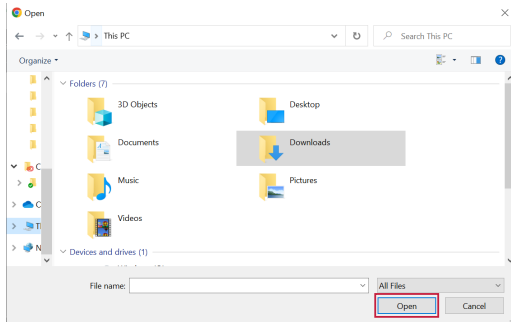 Open
This PC
Search This PC
Organize
Folders (7)
3D Objects
Desktop
Documents
Downloads
Music
Pictures
Videos
Devices and drives (1)
File name:
All Files
Open
Cancel